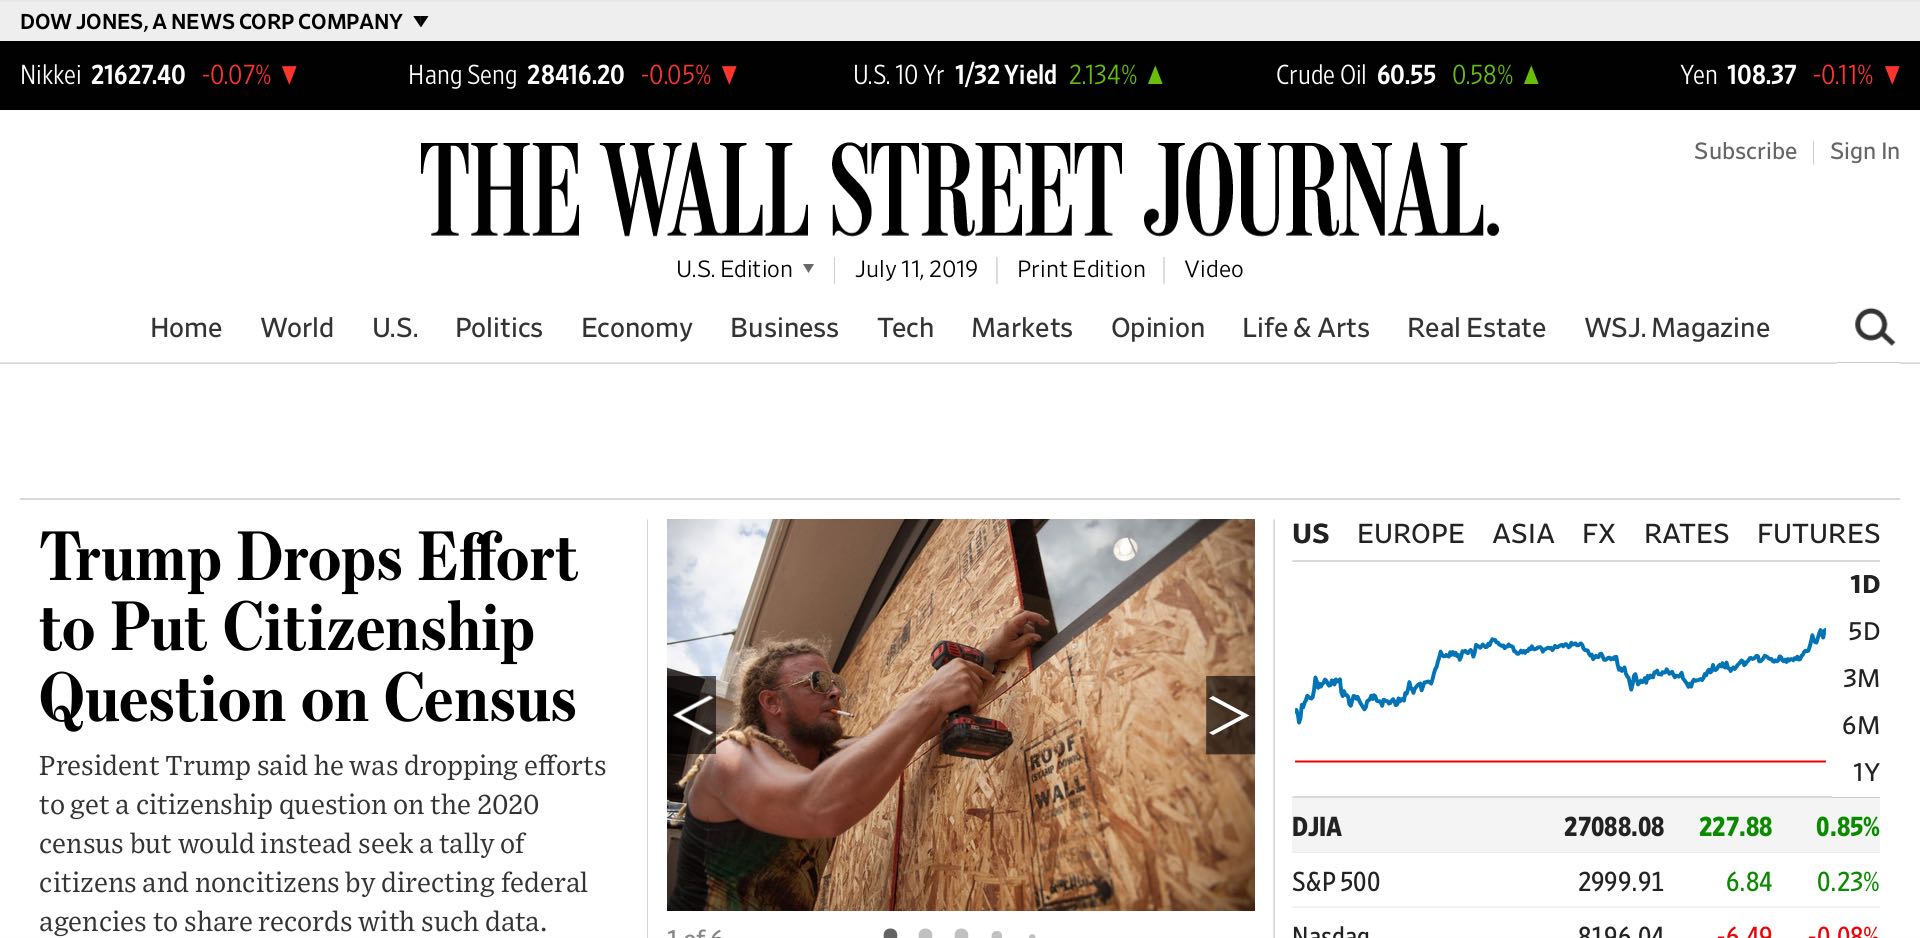 DOW JONES, A NEWS CORP COMPANY ▼
Nikkei 21627.40 -0.07% ▼ Hang Seng 28416.20 -0.05% ▼ U.S. 10 Yr 1/32 Yield 2.134% ▲ Crude Oil 60.55 0.58% ▲ Yen 108.37 -0.11% ▼
Subscribe | Sign In
THE WALL STREET JOURNAL.
U.S. Edition ▼ | July 11, 2019 | Print Edition | Video
Home World U.S. Politics Economy Business Tech Markets Opinion Life & Arts Real Estate WSJ. Magazine
Trump Drops Effort
to Put Citizenship
Question on Census
President Trump said he was dropping efforts
to get a citizenship question on the 2020
census but would instead seek a tally of
citizens and noncitizens by directing federal
agencies to share records with such data.
ROOF
WALL
1 of 6
US EUROPE ASIA FX RATES FUTURES
1D
5D
3M
6M
1Y
DJIA 27088.08 227.88 0.85%
S&P 500 2999.91 6.84 0.23%
Nasdaq 8196.04 -6.49 -0.08%